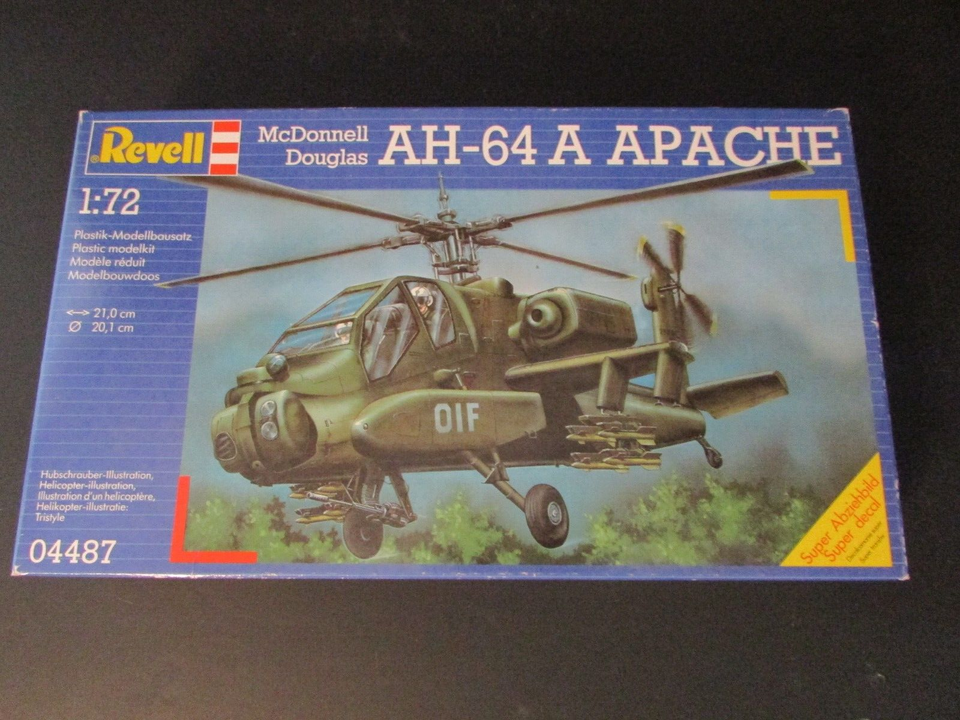 Revell
McDonnell
Douglas
AH-64 A APACHE
1:72
Plastik-Modellbausatz
Plastic modelkit
Modèle réduit
Modelbouwdoos
21,0 cm
Ø 20,1 cm
OIF
Hubschrauber-Illustration,
Helicopter-illustration,
Illustration d'un helicoptère,
Helikopter-illustratie:
Tristyle
04487
Super Abziehbild
Super decal